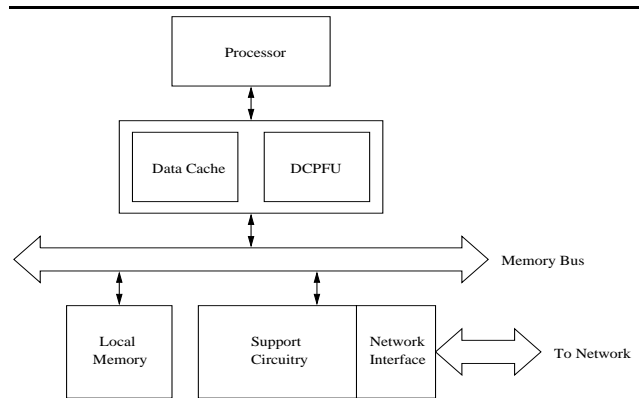 Processor
Data Cache
DCPFU
Memory Bus
Local
Memory
Support
Circuitry
Network
Interface
To Network